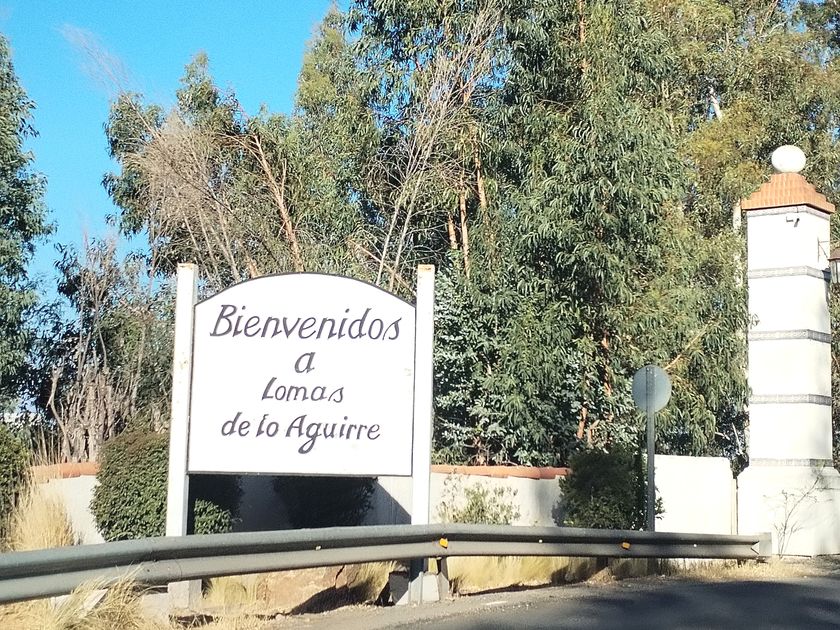 Bienvenidos
a
Lomas
de lo Aguirre